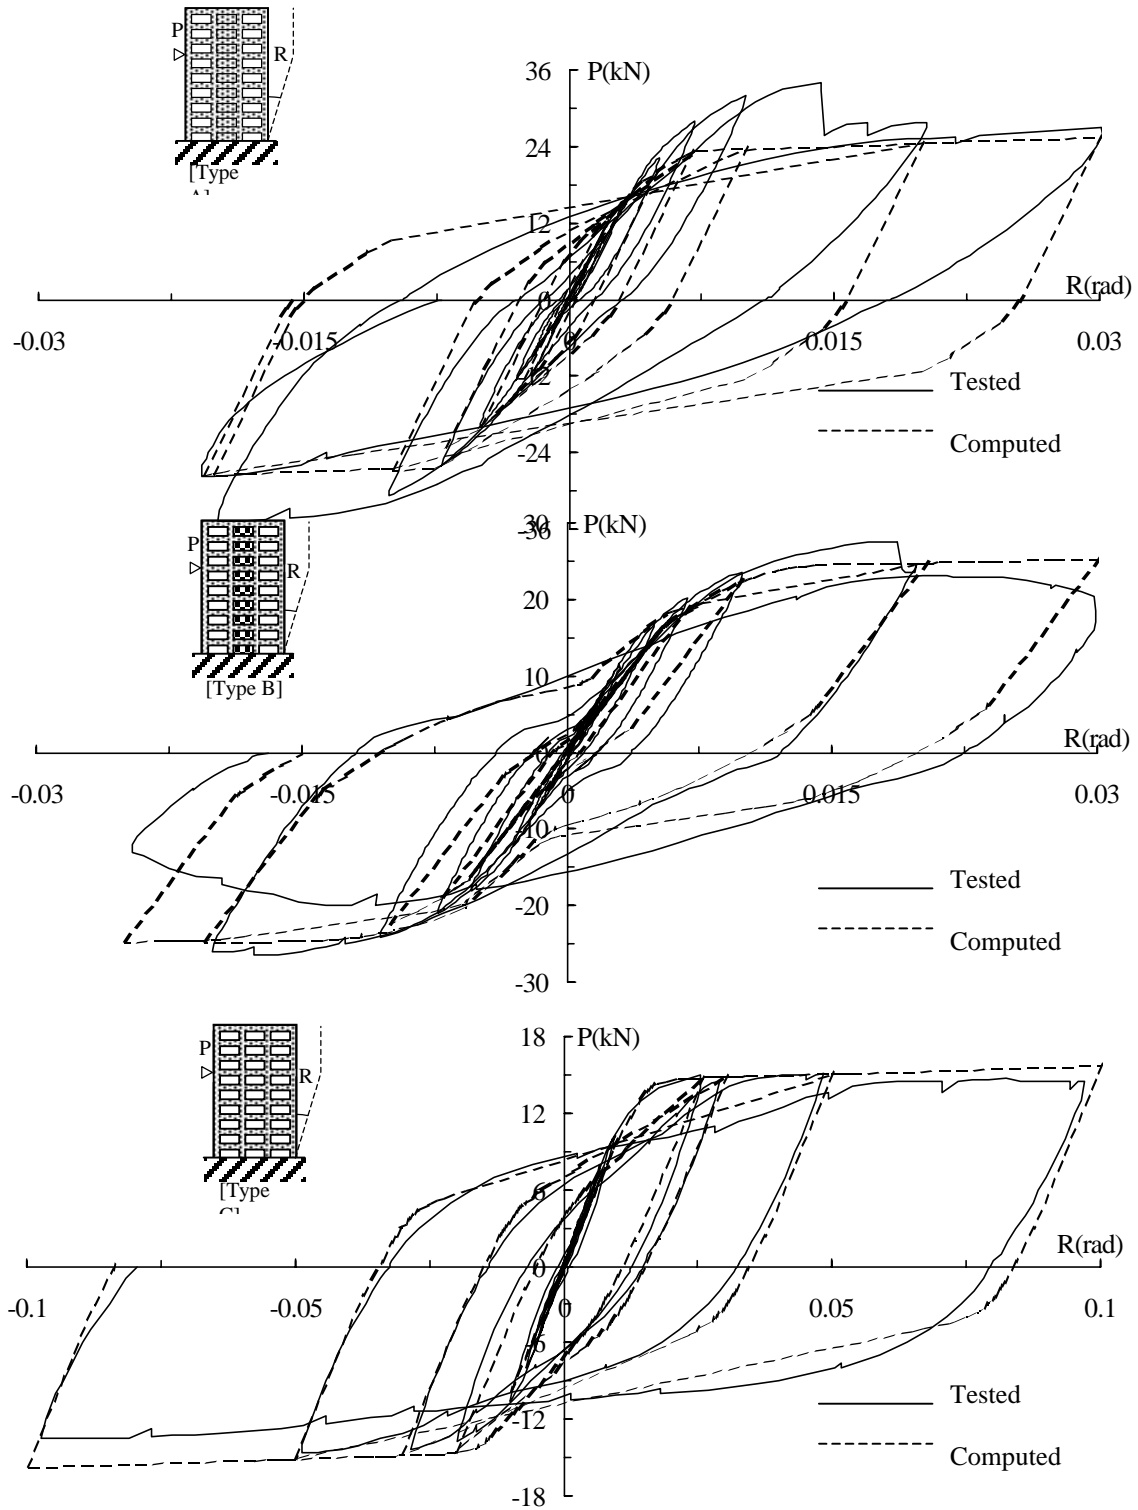 P
R
[Type
A]
36
P(kN)
24
12
0
R(rad)
-0.03
-0.015
0
0.015
0.03
-12
Tested
-24
Computed
-36
30
P(kN)
P
R
20
10
[Type B]
0
R(rad)
-0.03
-0.015
0
0.015
0.03
-10
Tested
-20
Computed
-30
18
P(kN)
P
R
12
6
[Type
C]
R(rad)
0
-0.1
-0.05
0
0.05
0.1
-6
Tested
-12
Computed
-18